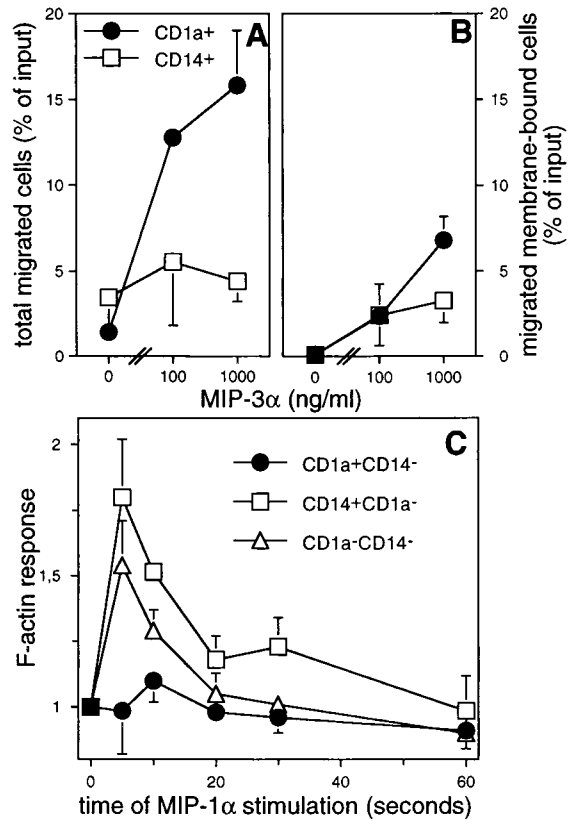 A
CD1a+
CD14+
total migrated cells (% of input)
20
15
10
5
0
0
100
1000
B
20
15
10
5
0
migrated membrane-bound cells
(% of input)
0
100
1000
MIP-3α (ng/ml)
C
CD1a+CD14-
CD14+CD1a-
CD1a-CD14-
F-actin response
2
1,5
1
0
20
40
60
time of MIP-1α stimulation (seconds)